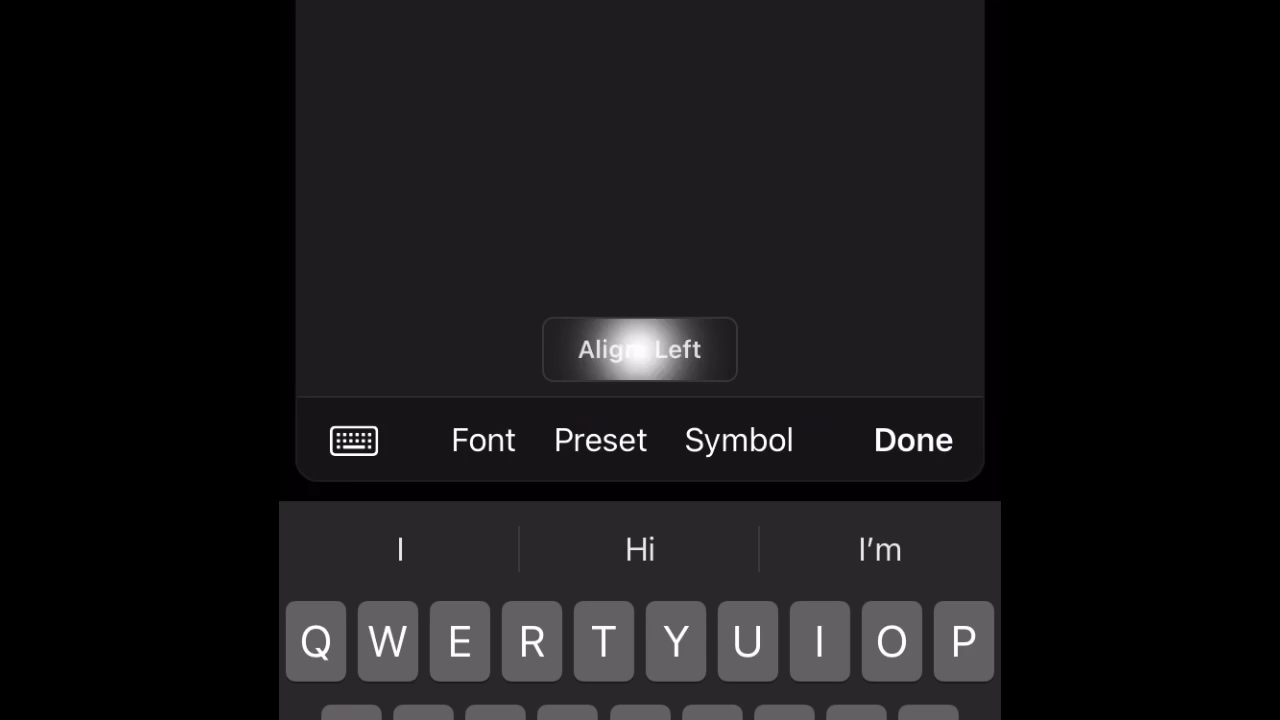 Align Left
Font Preset Symbol Done
I Hi I'm
Q W E R T Y U I O P